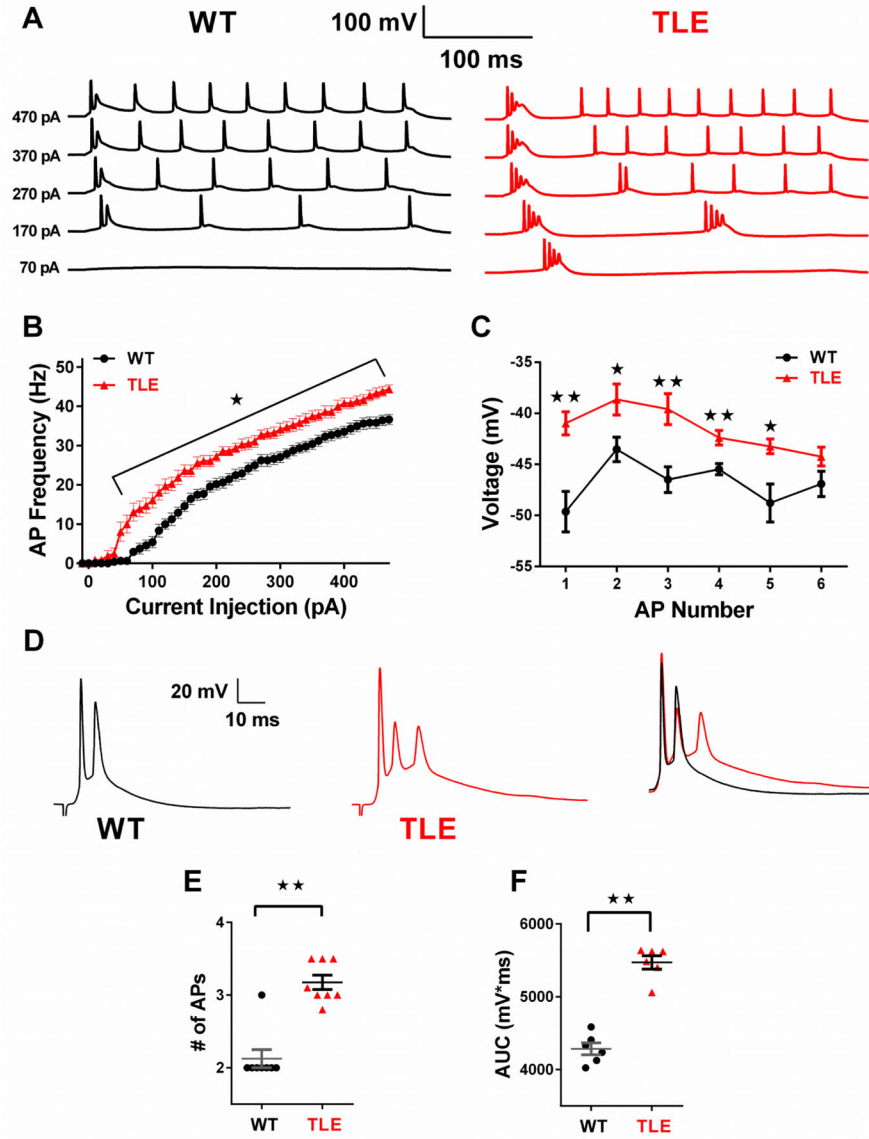 A
WT
100 mV
100 ms
TLE
470 pA
370 pA
270 pA
170 pA
70 pA
B
WT
TLE
AP Frequency (Hz)
50
40
30
20
10
0
0 100 200 300 400
Current Injection (pA)
C
WT
TLE
Voltage (mV)
-35
-40
-45
-50
-55
1 2 3 4 5 6
AP Number
D
20 mV
10 ms
WT
TLE
E
# of APs
4
3
2
WT TLE
F
AUC (mV*ms)
6000
5000
4000
WT TLE